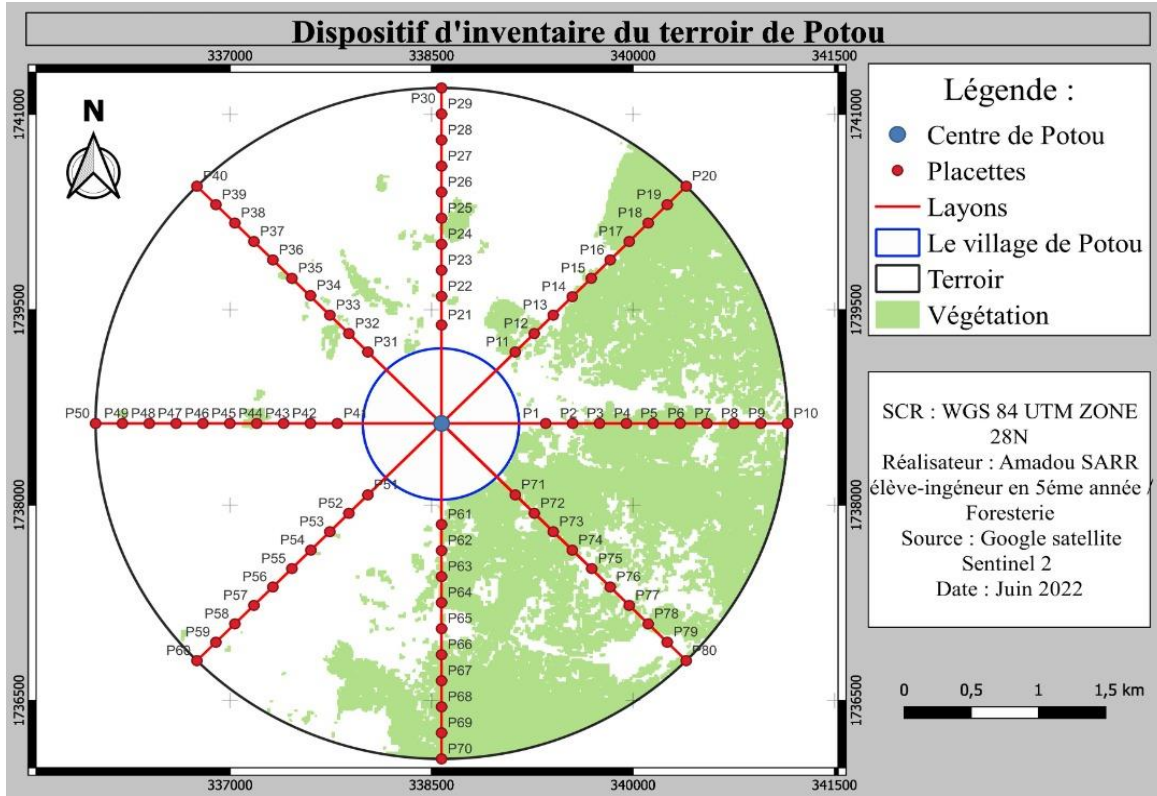 Dispositif d'inventaire du terroir de Potou
337000 338500 340000 341500
1741000
1739500
1738000
1736500
1741000
1739500
1738000
1736500
N
P30
P29
P28
P27
P26
P25
P24
P23
P22
P21
P40
P39
P38
P37
P36
P35
P34
P33
P32
P31
P20
P19
P18
P17
P16
P15
P14
P13
P12
P11
P50 P49 P48 P47 P46 P45 P44 P43 P42 P41 P1 P2 P3 P4 P5 P6 P7 P8 P9 P10
P51
P52
P53
P54
P55
P56
P57
P58
P59
P60
P61
P62
P63
P64
P65
P66
P67
P68
P69
P70
P71
P72
P73
P74
P75
P76
P77
P78
P79
P80
337000 338500 340000 341500
Légende :
Centre de Potou
Placettes
Layons
Le village de Potou
Terroir
Végétation
SCR : WGS 84 UTM ZONE
28N
Réalisateur : Amadou SARR
élève-ingéneur en 5éme année /
Foresterie
Source : Google satellite
Sentinel 2
Date : Juin 2022
0 0,5 1 1,5 km